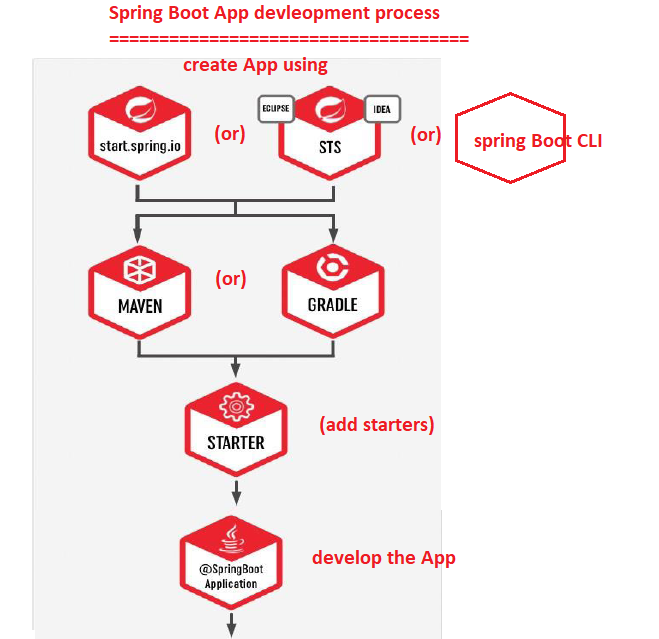 Spring Boot App devleopment process
====================================
create App using
start.spring.io
(or)
ECLIPSE
IDEA
STS
(or)
spring Boot CLI
MAVEN
(or)
GRADLE
STARTER
(add starters)
@SpringBoot
Application
develop the App